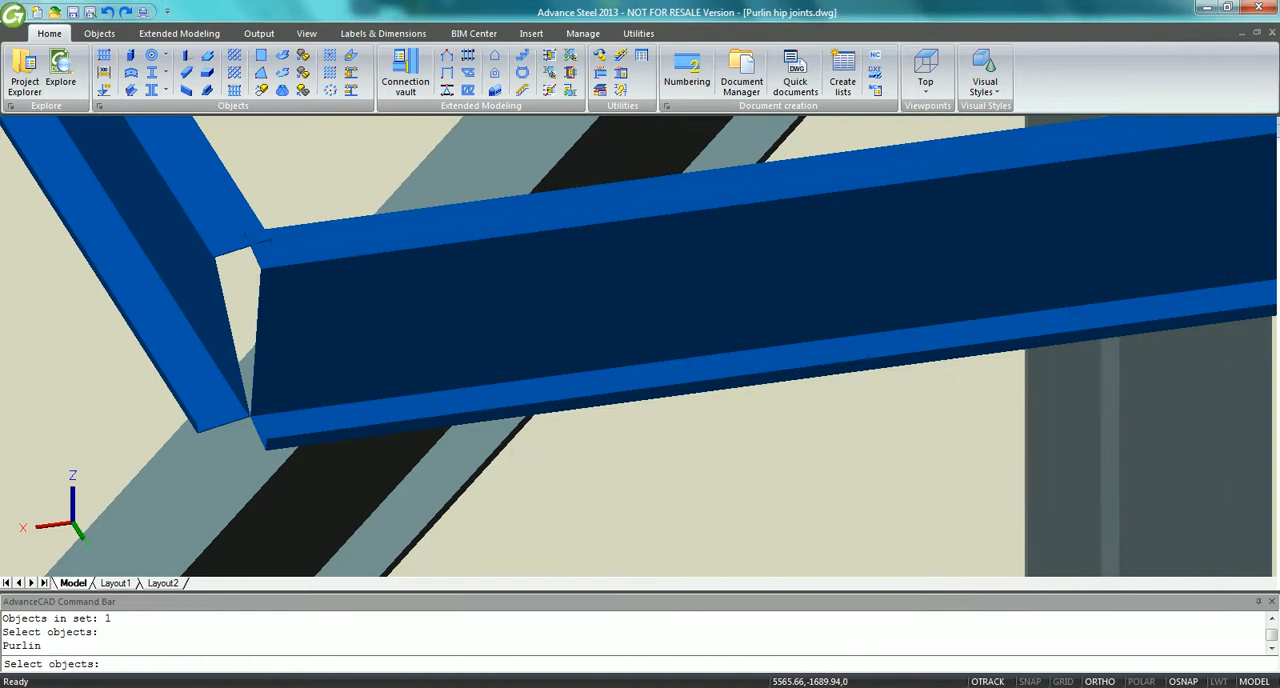 Advance Steel 2013 - NOT FOR RESALE Version - [Purlin hip joints.dwg]
Home Objects Extended Modeling Output View Labels & Dimensions BIM Center Insert Manage Utilities
Project Explorer
Explore
Connection vault
Numbering
Document Manager
Quick documents
Create lists
Top
Visual Styles
DWG
NC
DXF
Explore Objects Extended Modeling Utilities Document creation Viewpoints Visual Styles
Z
X
Model Layout1 Layout2
AdvanceCAD Command Bar
Objects in set: 1
Select objects:
Purlin
Select objects:
Ready 5565.66,-1689.94,0 OTRACK SNAP GRID ORTHO POLAR OSNAP LWT MODEL